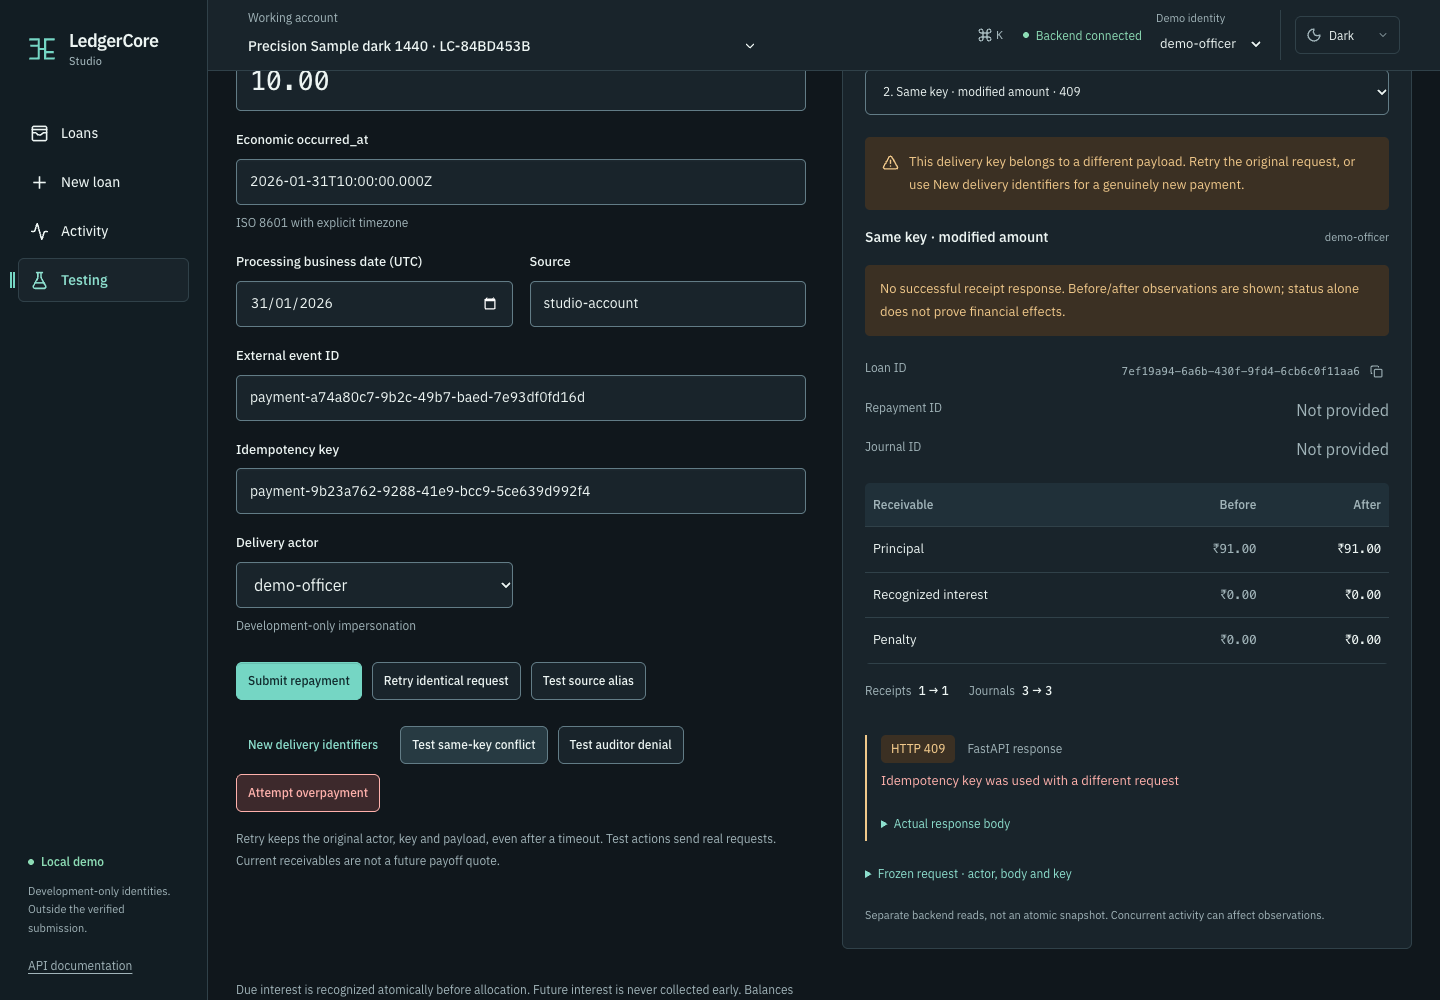 LedgerCore
Studio
Loans
New loan
Activity
Testing
Local demo
Development-only identities.
Outside the verified
submission.
API documentation
Working account
Precision Sample dark 1440 · LC-84BD453B
⌘ K
Backend connected
Demo identity
demo-officer
Dark
10.00
Economic occurred_at
2026-01-31T10:00:00.000Z
ISO 8601 with explicit timezone
Processing business date (UTC)
Source
31/01/2026
studio-account
External event ID
payment-a74a80c7-9b2c-49b7-baed-7e93df0fd16d
Idempotency key
payment-9b23a762-9288-41e9-bcc9-5ce639d992f4
Delivery actor
demo-officer
Development-only impersonation
Submit repayment
Retry identical request
Test source alias
New delivery identifiers
Test same-key conflict
Test auditor denial
Attempt overpayment
Retry keeps the original actor, key and payload, even after a timeout. Test actions send real requests.
Current receivables are not a future payoff quote.
Due interest is recognized atomically before allocation. Future interest is never collected early. Balances
2. Same key · modified amount · 409
This delivery key belongs to a different payload. Retry the original request, or
use New delivery identifiers for a genuinely new payment.
Same key · modified amount
demo-officer
No successful receipt response. Before/after observations are shown; status alone
does not prove financial effects.
Loan ID
7ef19a94-6a6b-430f-9fd4-6cb6c0f11aa6
Repayment ID
Not provided
Journal ID
Not provided
Receivable Before After
Principal ₹91.00 ₹91.00
Recognized interest ₹0.00 ₹0.00
Penalty ₹0.00 ₹0.00
Receipts 1 → 1 Journals 3 → 3
HTTP 409 FastAPI response
Idempotency key was used with a different request
Actual response body
Frozen request · actor, body and key
Separate backend reads, not an atomic snapshot. Concurrent activity can affect observations.